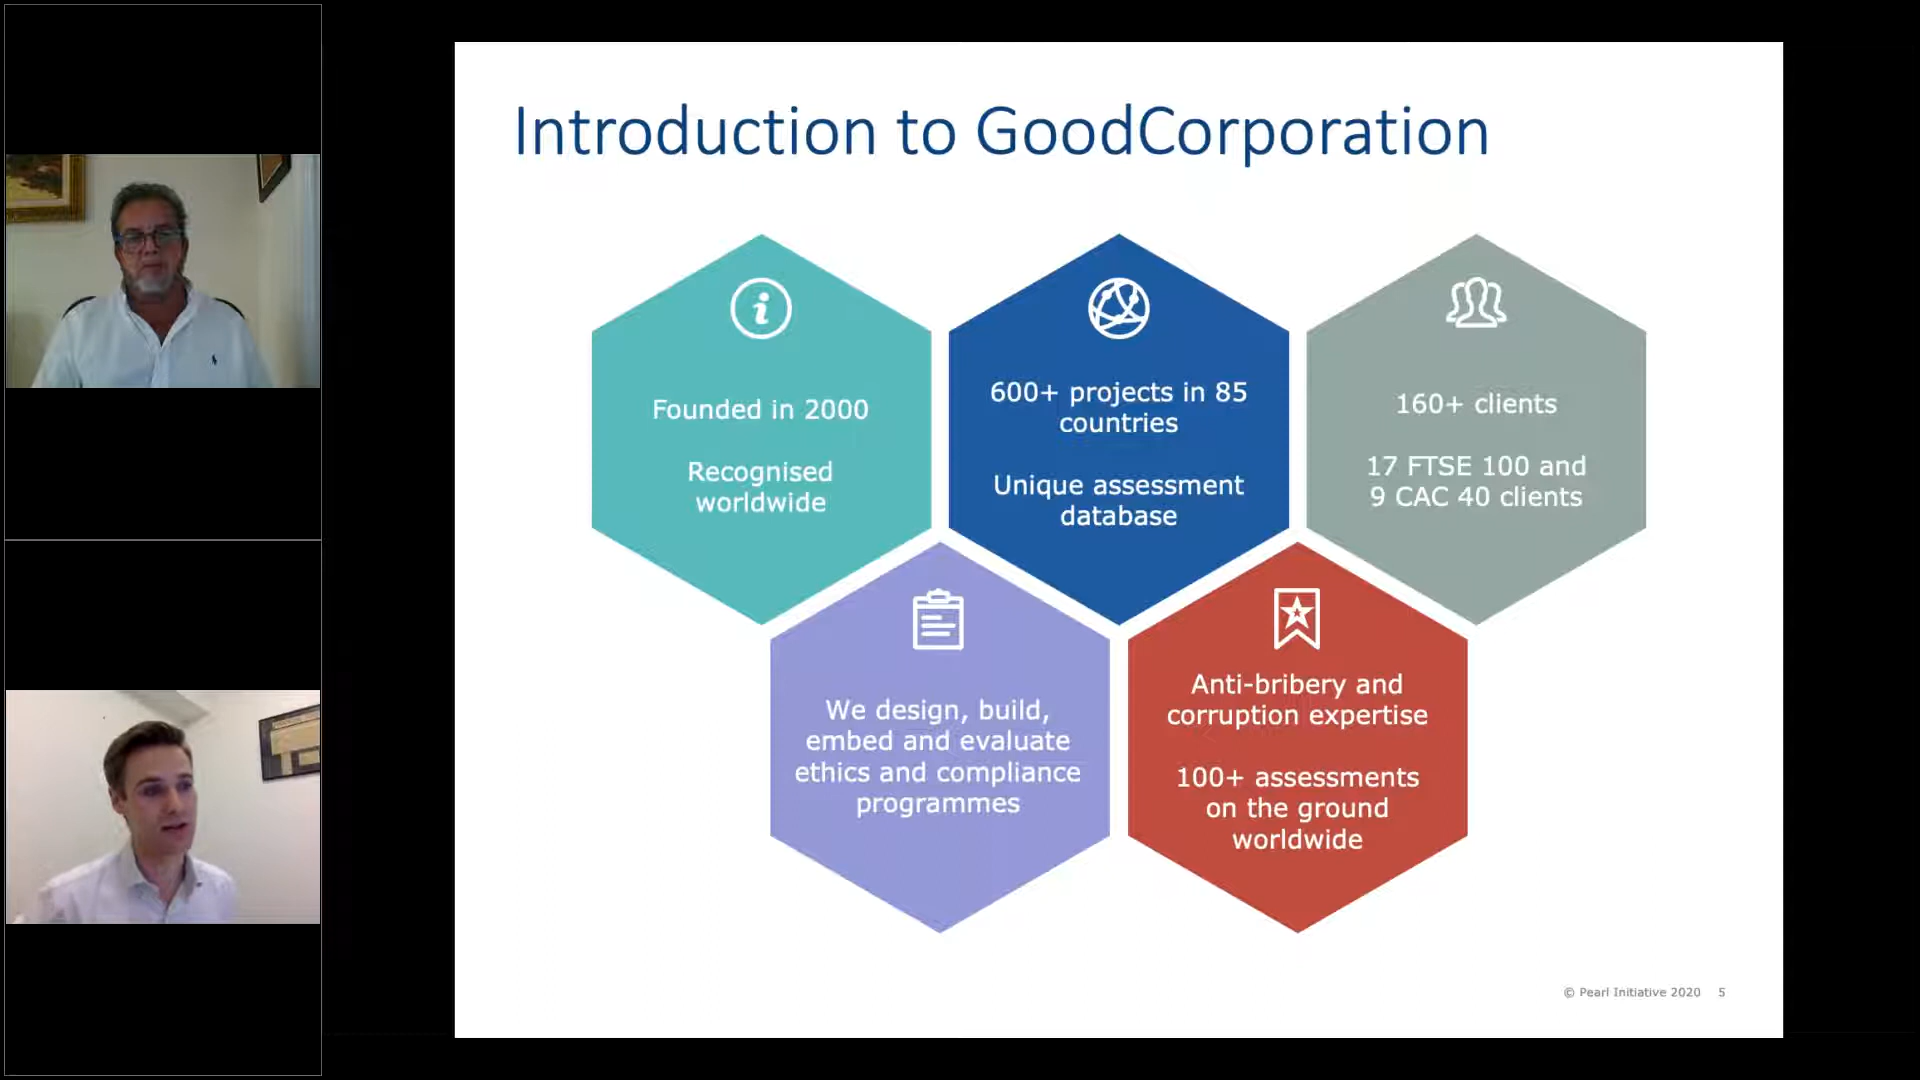 Introduction to GoodCorporation
Founded in 2000
Recognised
worldwide
600+ projects in 85
countries
Unique assessment
database
160+ clients
17 FTSE 100 and
9 CAC 40 clients
We design, build,
embed and evaluate
ethics and compliance
programmes
Anti-bribery and
corruption expertise
100+ assessments
on the ground
worldwide
© Pearl Initiative 2020 5